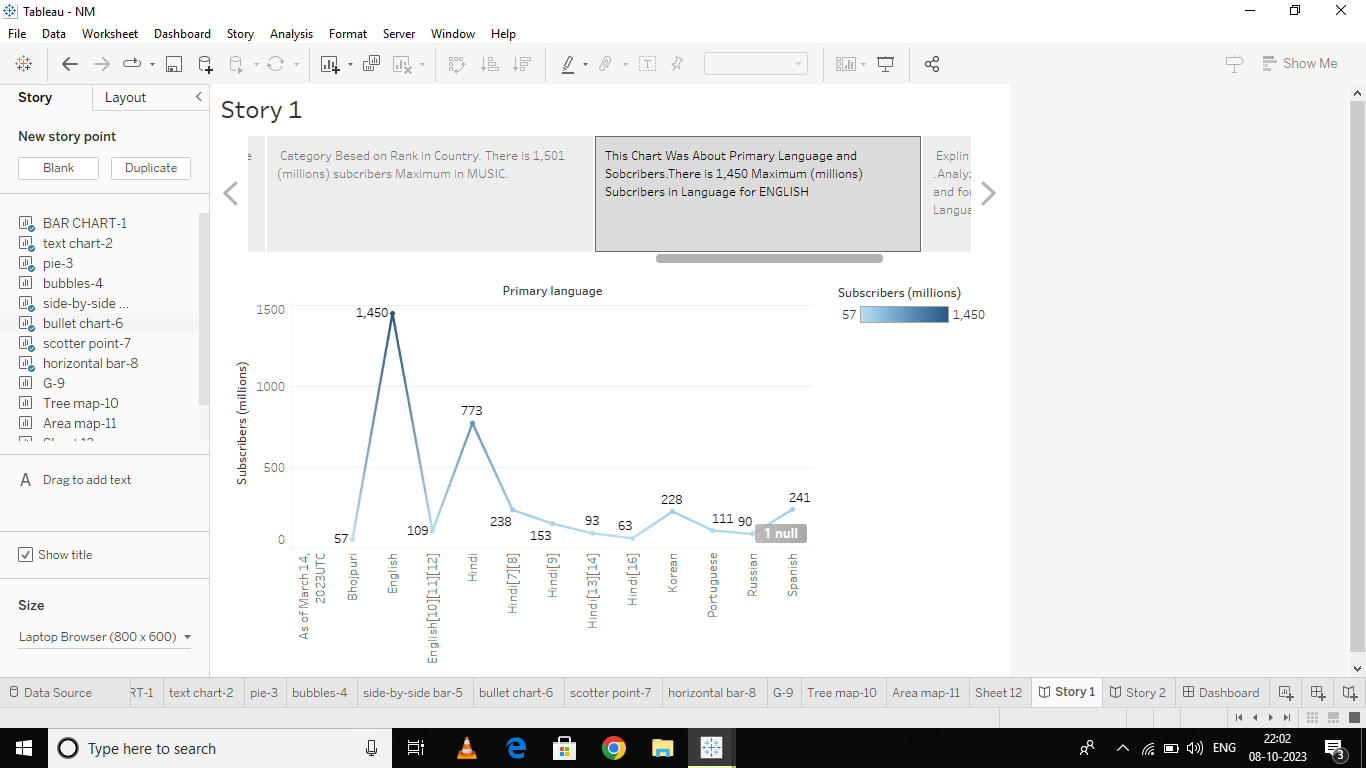 Tableau - NM
File Data Worksheet Dashboard Story Analysis Format Server Window Help
Show Me
Story Layout
New story point
Blank Duplicate
BAR CHART-1
text chart-2
pie-3
bubbles-4
side-by-side ...
bullet chart-6
scotter point-7
horizontal bar-8
G-9
Tree map-10
Area map-11
A Drag to add text
Show title
Size
Laptop Browser (800 x 600)
Story 1
e
Category Besed on Rank in Country. There is 1,501
(millions) subcribers Maximum in MUSIC.
This Chart Was About Primary Language and
Sobcribers.There is 1,450 Maximum (millions)
Subcribers in Language for ENGLISH
Explin
.Analyz
and fou
Langua
Primary language
Subscribers (millions)
1500
1000
500
0
57
1,450
109
773
238
153
93
63
228
111
90
241
1 null
As of March 14,
2023UTC
Bhojpuri
English
English[10][11][12]
Hindi
Hindi[7][8]
Hindi[9]
Hindi[13][14]
Hindi[16]
Korean
Portuguese
Russian
Spanish
Subscribers (millions)
57 1,450
Data Source RT-1 text chart-2 pie-3 bubbles-4 side-by-side bar-5 bullet chart-6 scotter point-7 horizontal bar-8 G-9 Tree map-10 Area map-11 Sheet 12 Story 1 Story 2 Dashboard
Type here to search
ENG
22:02
08-10-2023
3